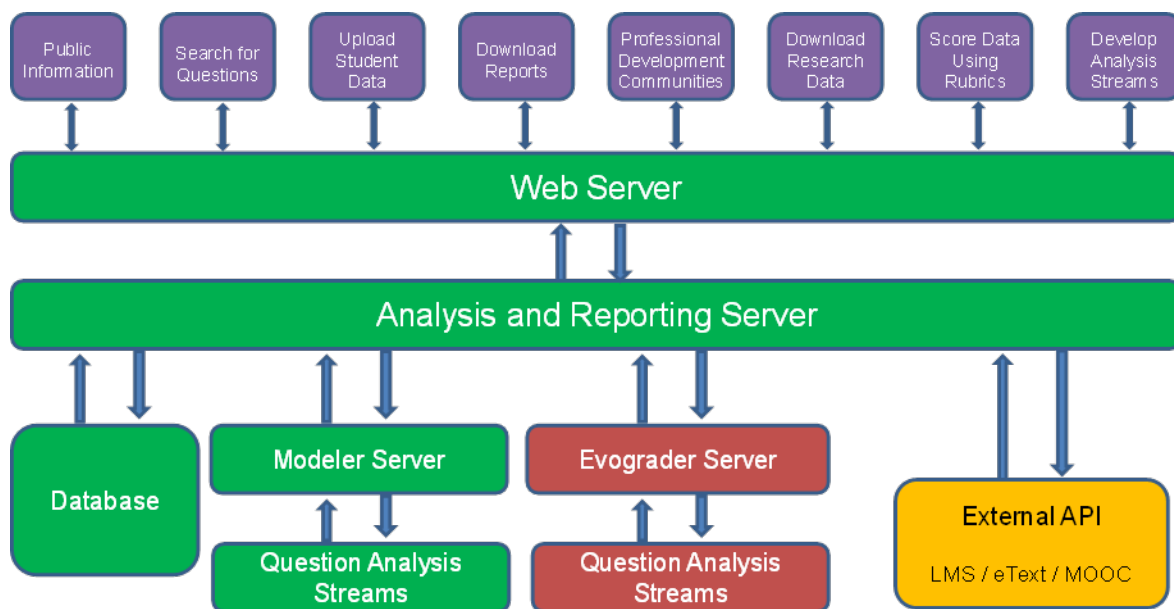 Public
Information
Search for
Questions
Upload
Student
Data
Download
Reports
Professional
Development
Communities
Download
Research
Data
Score Data
Using
Rubrics
Develop
Analysis
Streams
Web Server
Analysis and Reporting Server
Database
Modeler Server
Evograder Server
External API
LMS / eText / MOOC
Question Analysis
Streams
Question Analysis
Streams